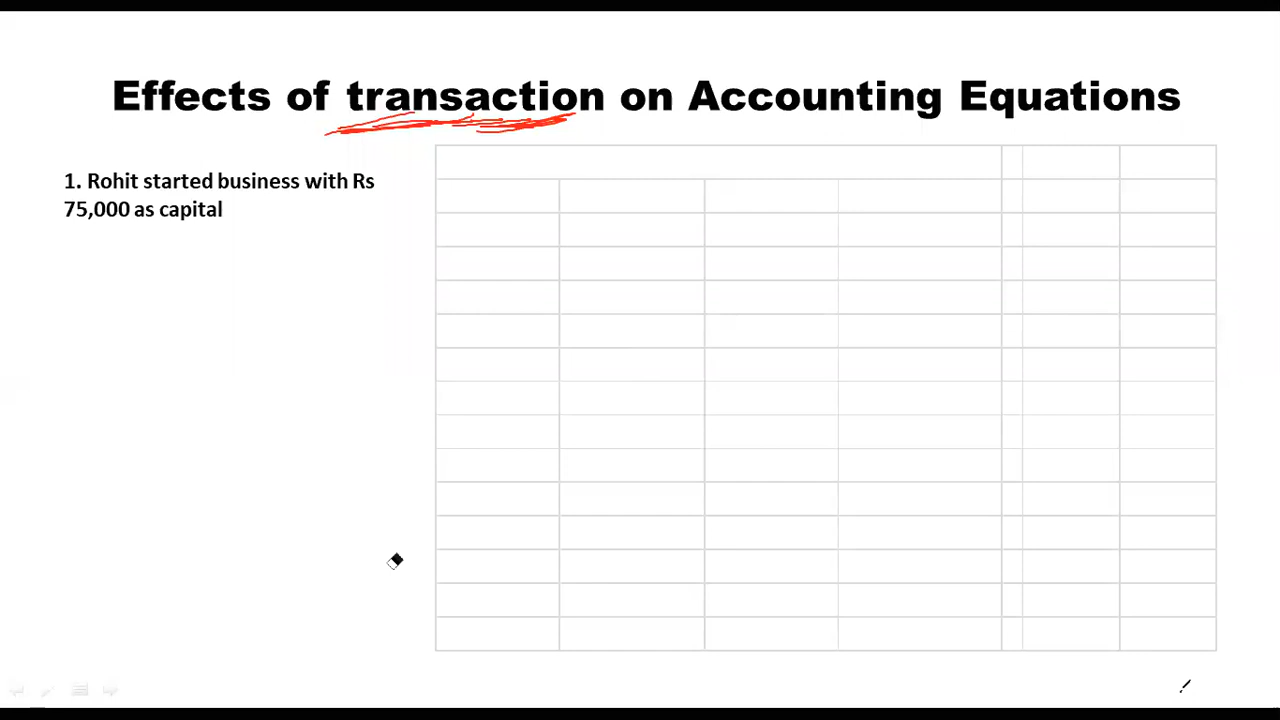 Effects of transaction on Accounting Equations
1. Rohit started business with Rs
75,000 as capital